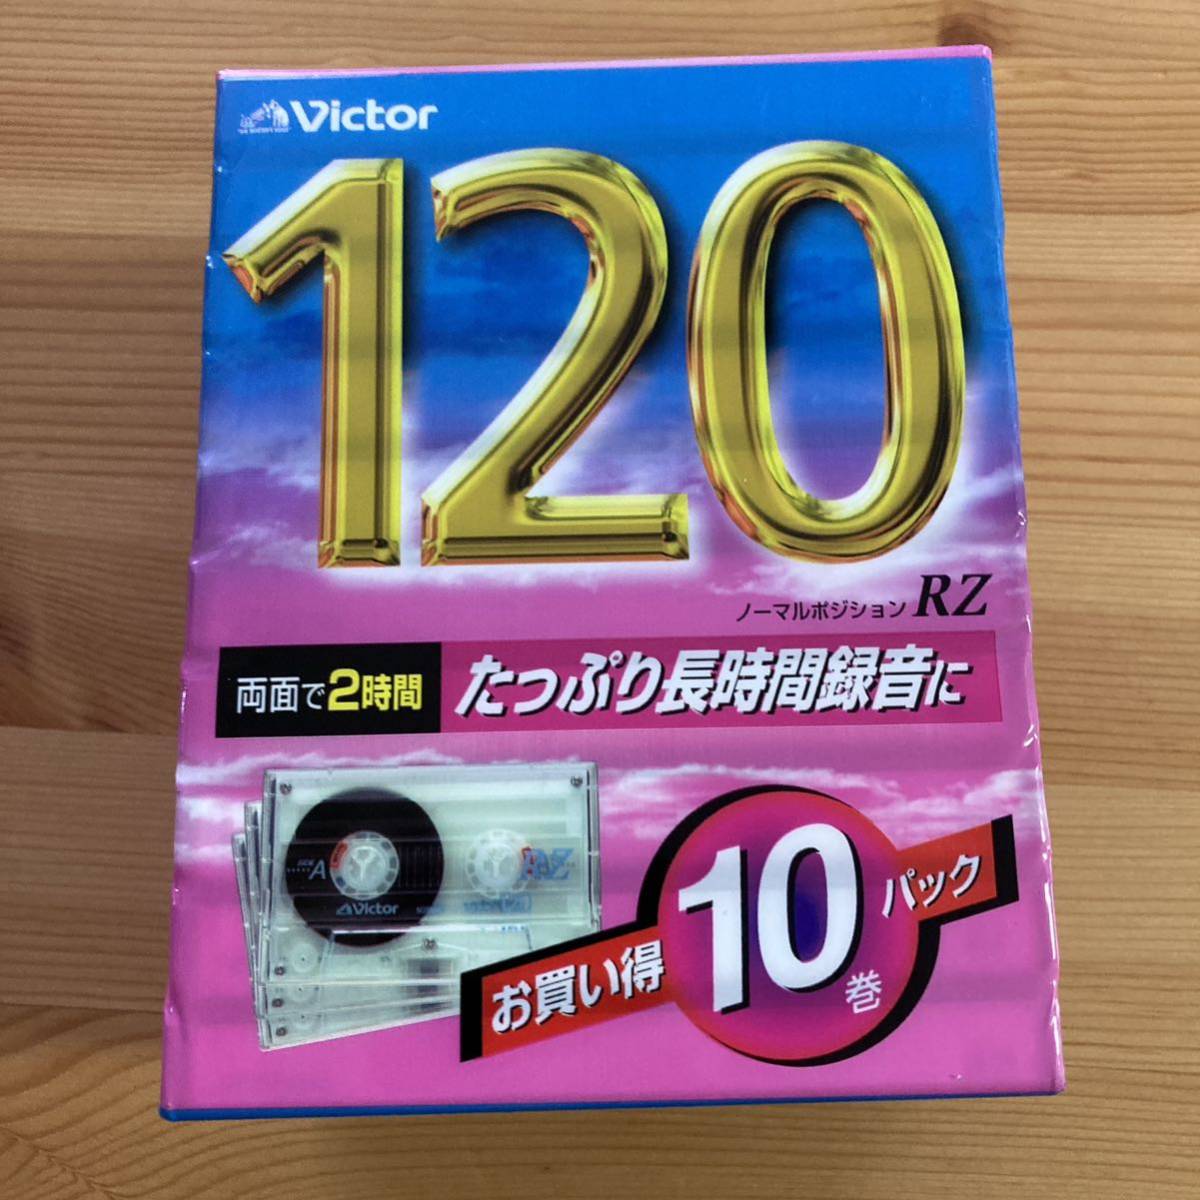 Victor
120
ノーマルポジション RZ
両面で2時間 たっぷり長時間録音に
A
RZ
Victor
お買い得 10巻 パック